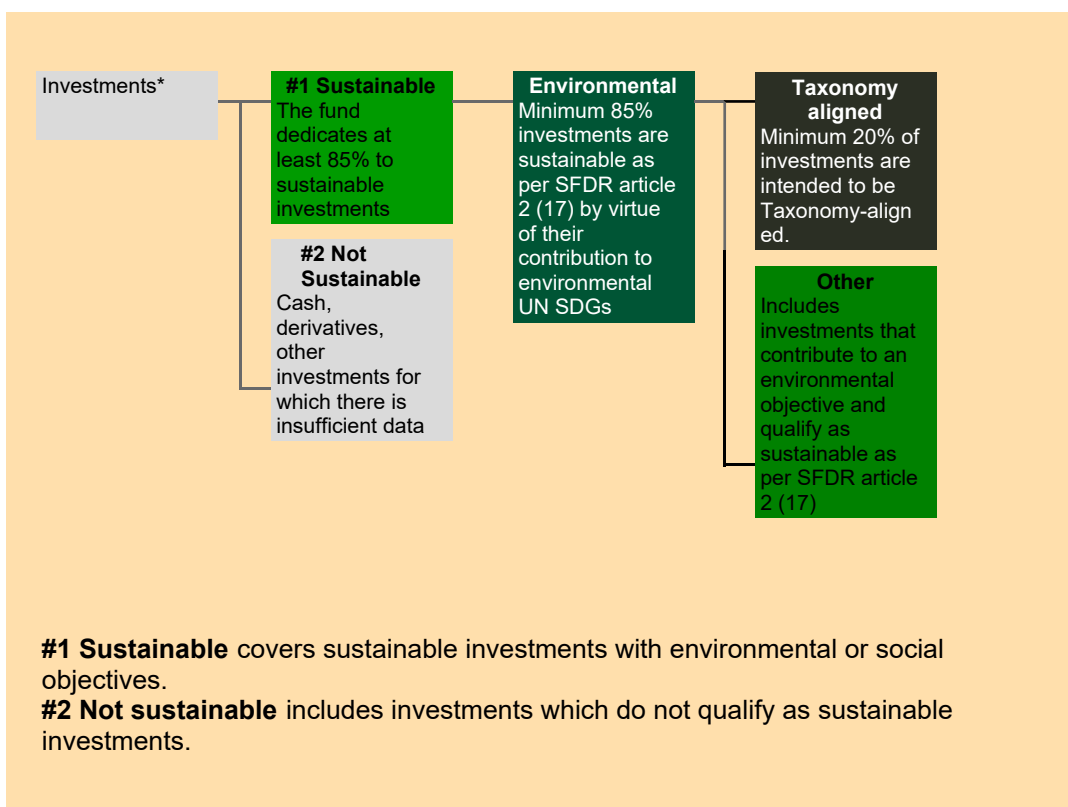 Investments*
#1 Sustainable
The fund
dedicates at
least 85% to
sustainable
investments
#2 Not
Sustainable
Cash,
derivatives,
other
investments for
which there is
insufficient data
Environmental
Minimum 85%
investments are
sustainable as
per SFDR article
2 (17) by virtue
of their
contribution to
environmental
UN SDGs
Taxonomy
aligned
Minimum 20% of
investments are
intended to be
Taxonomy-align
ed.
Other
Includes
investments that
contribute to an
environmental
objective and
qualify as
sustainable as
per SFDR article
2 (17)
#1 Sustainable covers sustainable investments with environmental or social
objectives.
#2 Not sustainable includes investments which do not qualify as sustainable
investments.